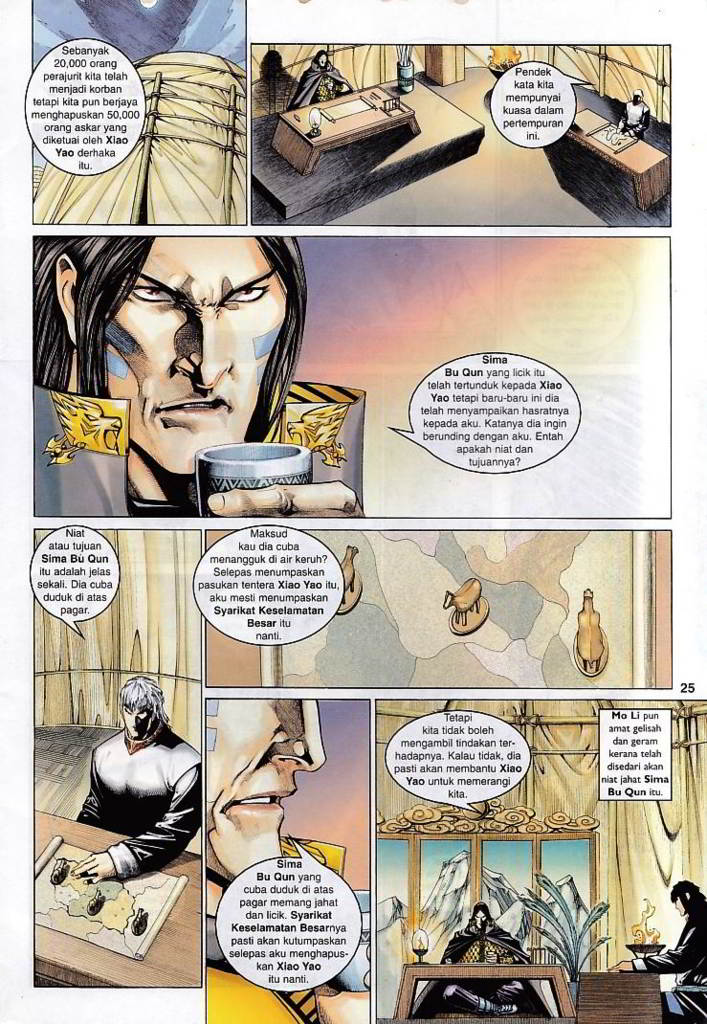 Sebanyak
20,000 orang
perajurit kita telah
menjadi korban
tetapi kita pun berjaya
menghapuskan 50,000
orang askar yang
diketuai oleh Xiao
Yao derhaka
itu.
Pendek
kata kita
mempunyai
kuasa dalam
pertempuran
ini.
Sima
Bu Qun yang licik itu
telah tertunduk kepada Xiao
Yao tetapi baru-baru ini dia
telah menyampaikan hasratnya
kepada aku. Katanya dia ingin
berunding dengan aku. Entah
apakah niat dan
tujuannya?
Niat
atau tujuan
Sima Bu Qun
itu adalah jelas
sekali. Dia cuba
duduk di atas
pagar.
Maksud
kau dia cuba
menangguk di air keruh?
Selepas menumpaskan
pasukan tentera Xiao Yao itu,
aku mesti menumpaskan
Syarikat Keselamatan
Besar itu
nanti.
25
Sima
Bu Qun yang
cuba duduk di atas
pagar memang jahat
dan licik. Syarikat
Keselamatan Besarnya
pasti akan kutumpaskan
selepas aku menghapus-
kan Xiao Yao
itu nanti.
Tetapi
kita tidak boleh
mengambil tindakan ter-
hadapnya. Kalau tidak, dia
pasti akan membantu Xiao
Yao untuk memerangi
kita.
Mo Li pun
amat gelisah
dan geram
kerana telah
disedari akan
niat jahat Sima
Bu Qun itu.